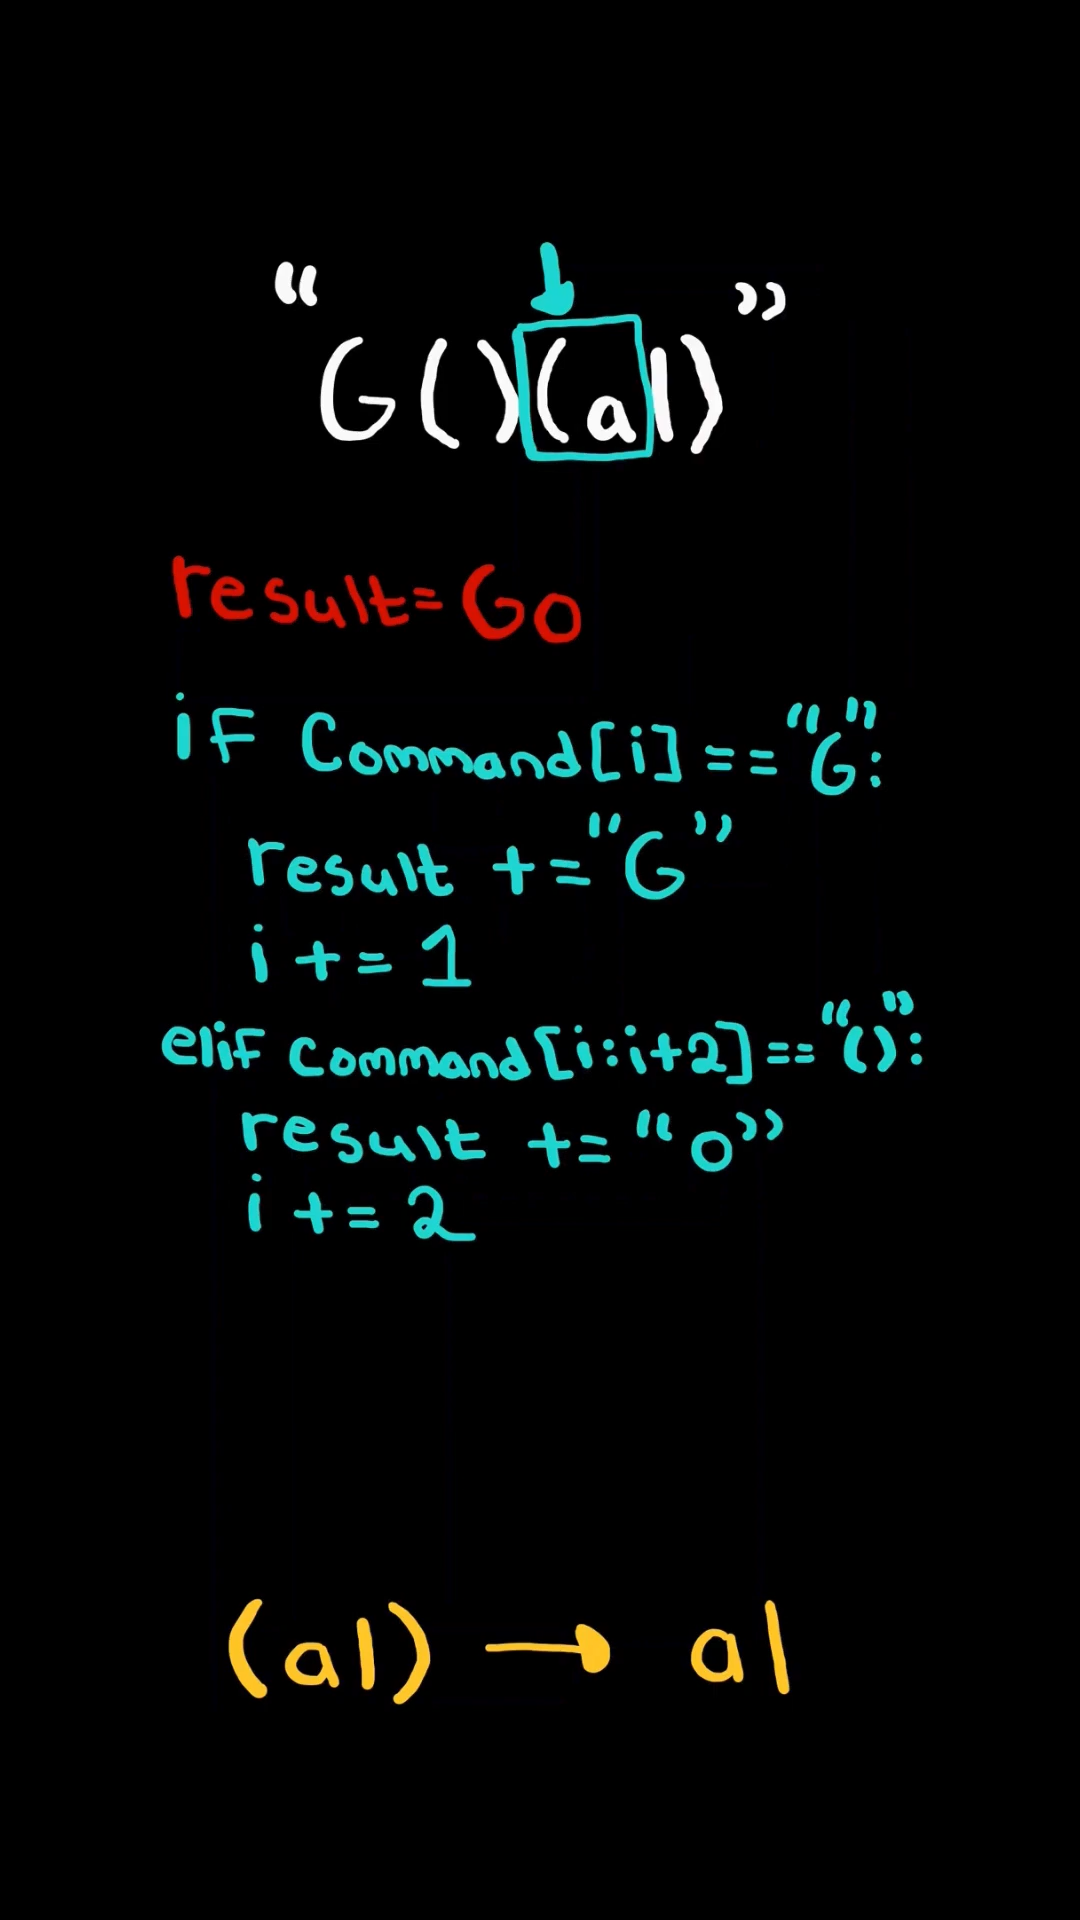 “G()(al)”
result=Go
if Command[i]=="G":
result +="G"
i += 1
elif Command[i:i+2]=="()":
result += "o"
i += 2
(al) → al